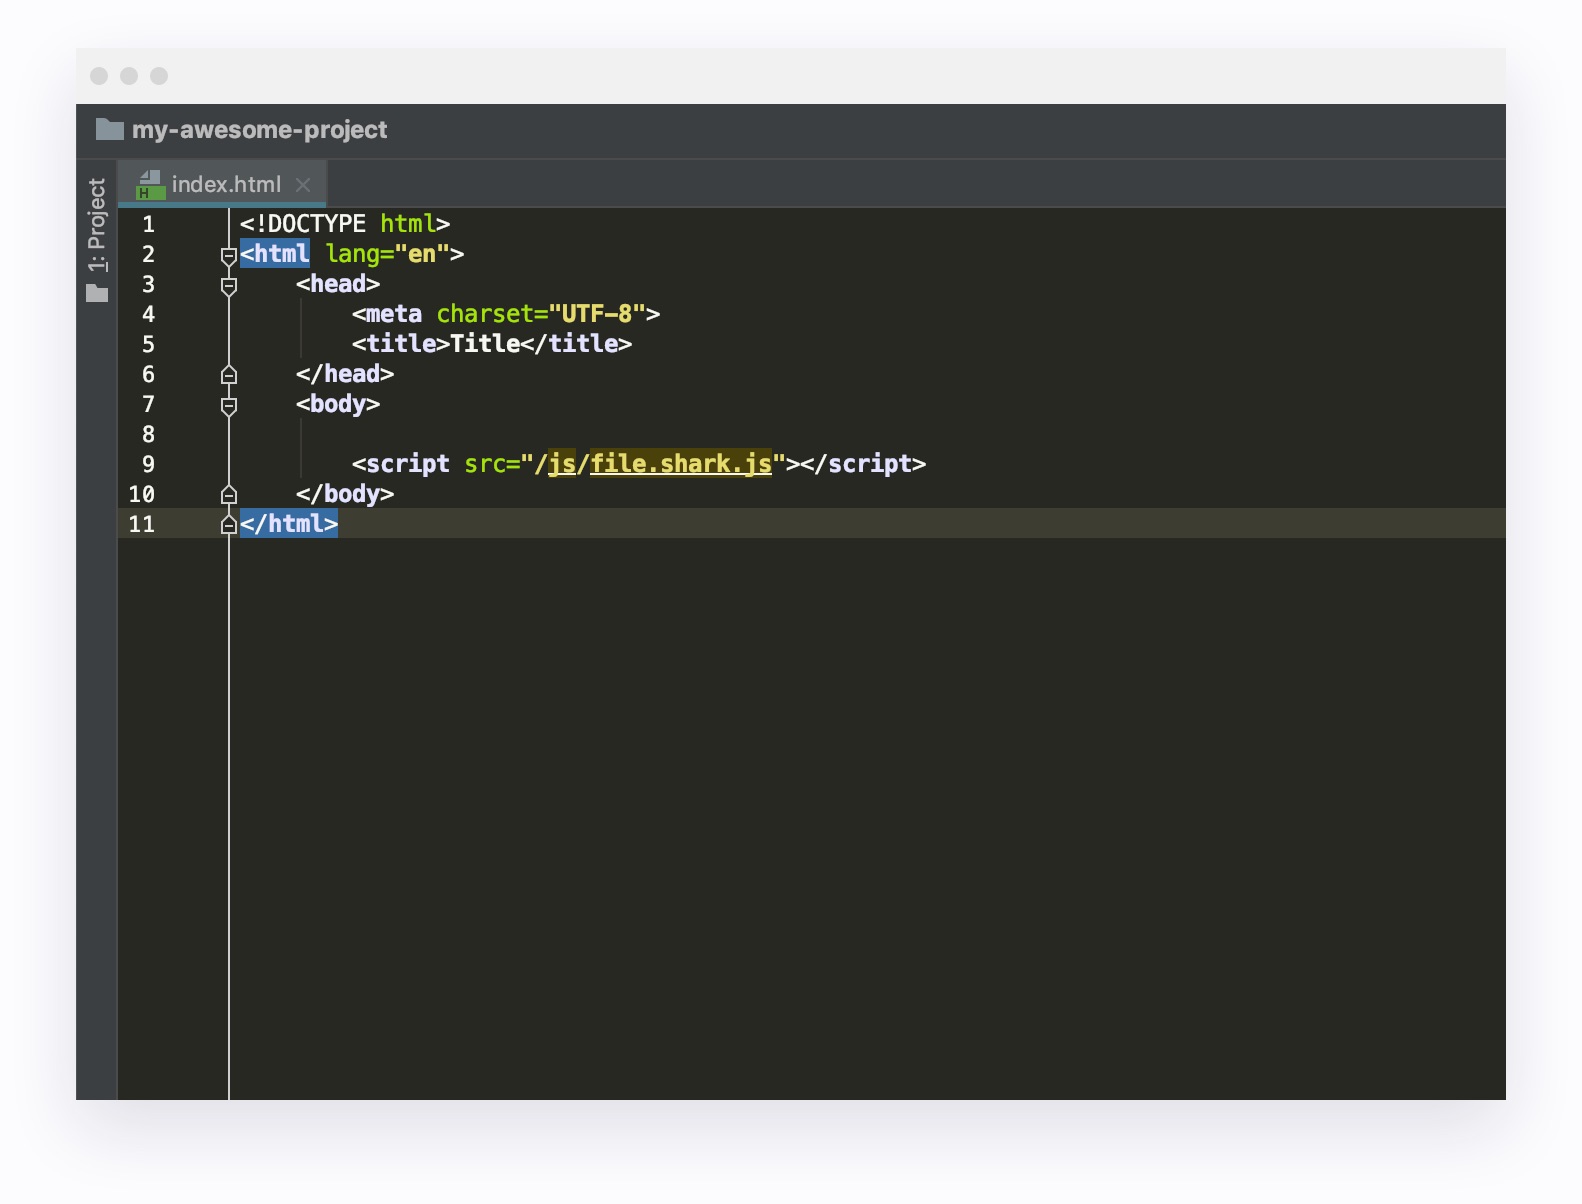 my-awesome-project
1: Project
H index.html
1 <!DOCTYPE html>
2 <html lang="en">
3     <head>
4         <meta charset="UTF-8">
5         <title>Title</title>
6     </head>
7     <body>
8
9         <script src="/js/file.shark.js"></script>
10     </body>
11 </html>